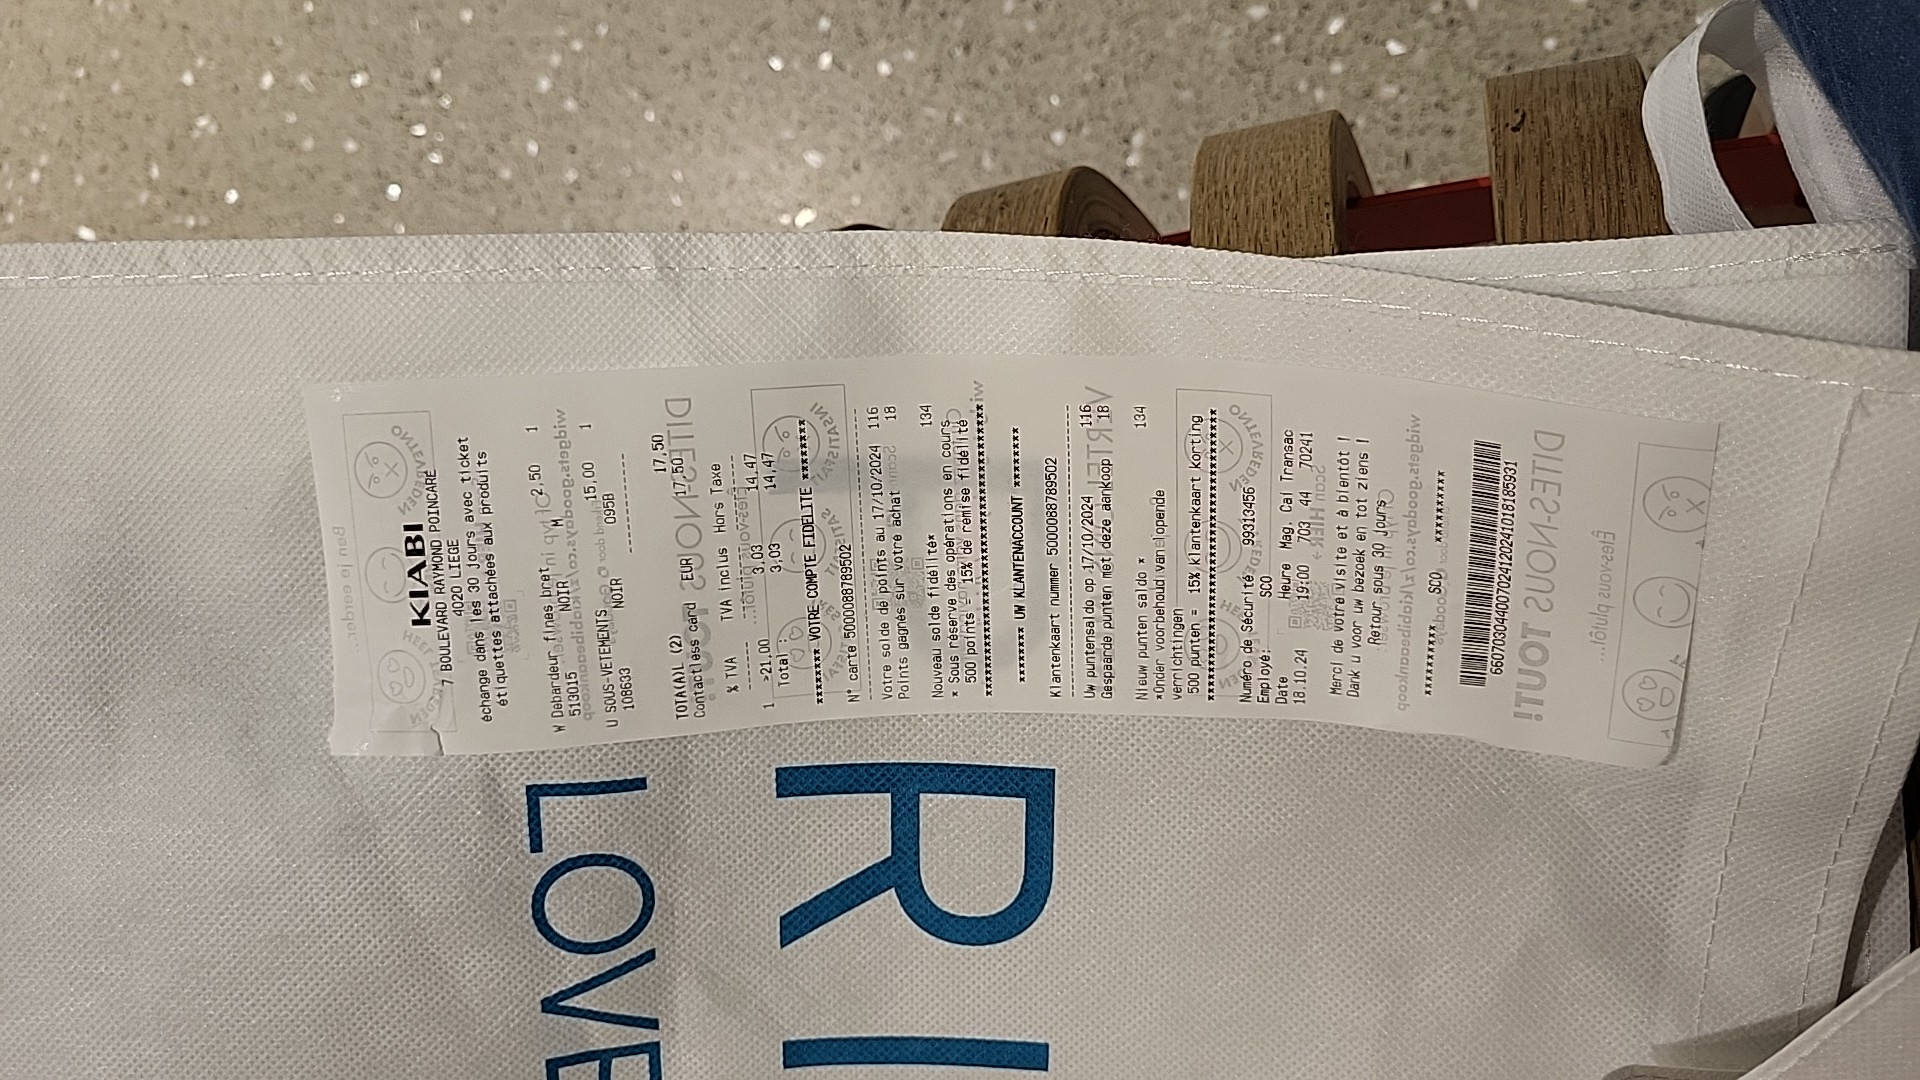 KIABI
7 BOULEVARD RAYMOND POINCARE
4020 LIEGE
échange dans les 30 jours avec ticket
étiquettes attachées aux produits
W Debardeur fines bret 2,50 1
513015 NOIR M
U SOUS-VETEMENTS 15,00 1
108633 NOIR 095B
TOTA(A)L (2) 17,50
Contactless card EUR 17,50
% TVA TVA inclus Hors Taxe
1 >21,00 3,03 14,47
Total : 3,03 14,47
******** VOTRE COMPTE FIDELITE ********
N° carte 5000088789502
Votre solde de points au 17/10/2024 116
Points gagnés sur votre achat 18
Nouveau solde fidélité* 134
* Sous réserve des opérations en cours
500 points = 15% de remise fidélité
******* UW KLANTENACCOUNT *******
Klantenkaart nummer 5000088789502
Uw puntensaldo op 17/10/2024 116
Gespaarde punten met deze aankoop 18
Nieuw punten saldo * 134
*Onder voorbehoud van lopende
verrichtingen
500 punten = 15% klantenkaart korting
Numéro de Sécurité: 99313456
Employé: SCO
Date Heure Mag. Cal Transac
18.10.24 19:00 703 44 70241
Merci de votre visite et à bientôt !
Dank u voor uw bezoek en tot ziens !
Retour sous 30 jours
********* SCO *********
DITES-NOUS TOUT!
Êtes-vous plutôt...
RI
LOVE